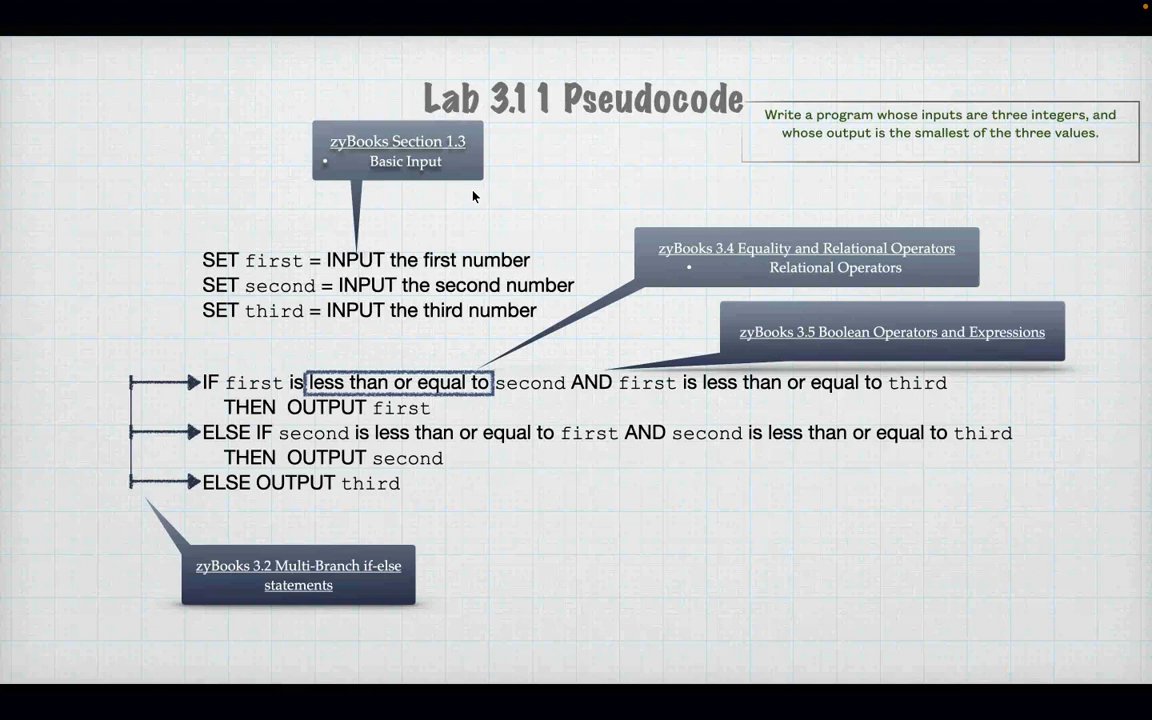 Lab 3.11 Pseudocode
Write a program whose inputs are three integers, and
whose output is the smallest of the three values.
zyBooks Section 1.3
• Basic Input
SET first = INPUT the first number
SET second = INPUT the second number
SET third = INPUT the third number
zyBooks 3.4 Equality and Relational Operators
• Relational Operators
zyBooks 3.5 Boolean Operators and Expressions
IF first is less than or equal to second AND first is less than or equal to third
THEN OUTPUT first
ELSE IF second is less than or equal to first AND second is less than or equal to third
THEN OUTPUT second
ELSE OUTPUT third
zyBooks 3.2 Multi-Branch if-else
statements